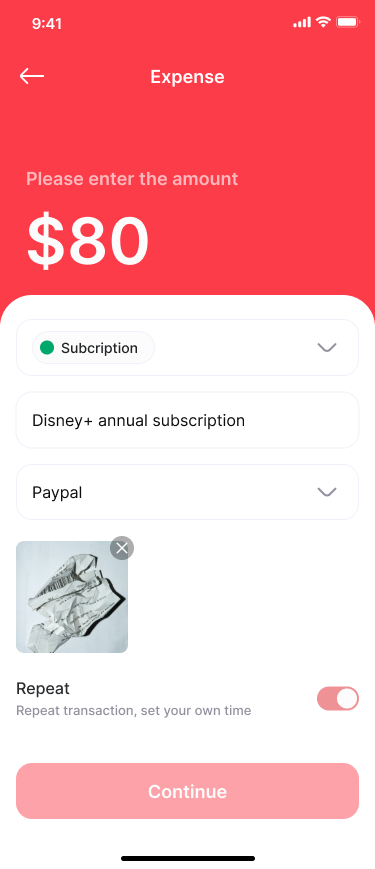 9:41
Expense
Please enter the amount
$80
Subcription
Disney+ annual subscription
Paypal
Repeat
Repeat transaction, set your own time
Continue